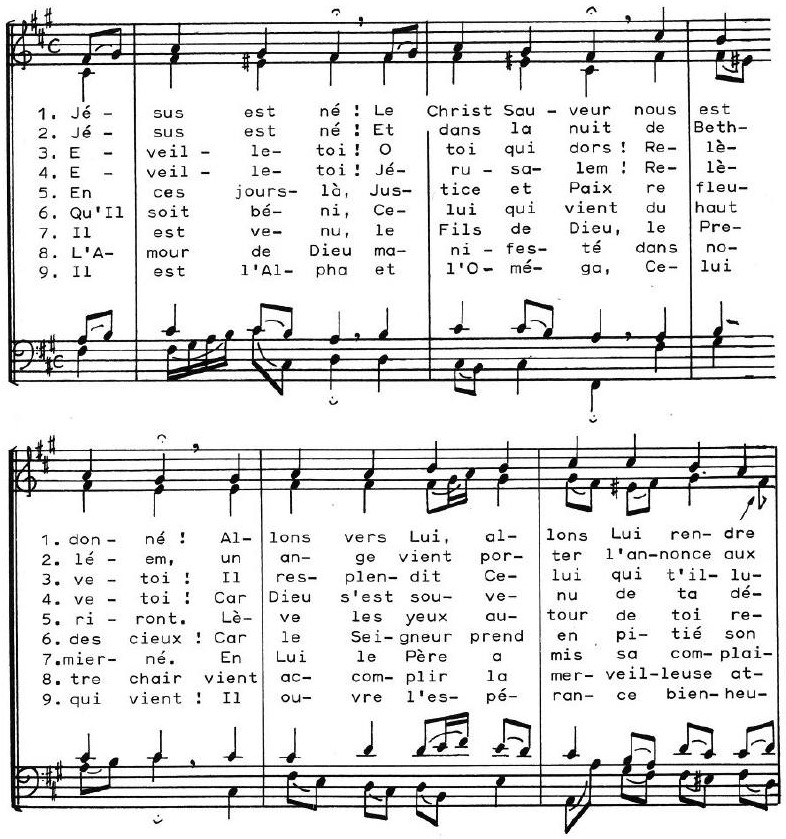 1. Jé - sus est né ! Le Christ Sau - veur nous est
2. Jé - sus est né ! Et dans la nuit de Beth-
3. E - veil - le- toi ! O toi qui dors ! Re- lè-
4. E - veil - le- toi ! Jé- ru - sa- lem ! Re- lè-
5. En ces jours- là, Jus- tice et Paix re fleu-
6. Qu'Il soit bé- ni, Ce- lui qui vient du haut
7. Il est ve- nu, le Fils de Dieu, le Pre-
8. L'A- mour de Dieu ma- ni - fes- té dans no-
9. Il est l'Al- pha et l'O- mé- ga, Ce- lui
1. don- né ! Al- lons vers Lui, al- lons Lui ren- dre
2. lé - em, un an- ge vient por- ter l'an-nonce aux
3. ve- toi ! Il res- plen- dit Ce- lui qui t'il- lu-
4. ve- toi ! Car Dieu s'est sou- ve- nu de ta dé-
5. ri- ront. Lè- ve les yeux au- tour de toi re-
6. des cieux ! Car le Sei- gneur prend en pi- tié son
7. mier- né. En Lui le Père a mis sa com- plai-
8. tre chair vient ac- com- plir la mer- veil-leuse at-
9. qui vient ! Il ou- vre l'es- pé- ran- ce bien- heu-